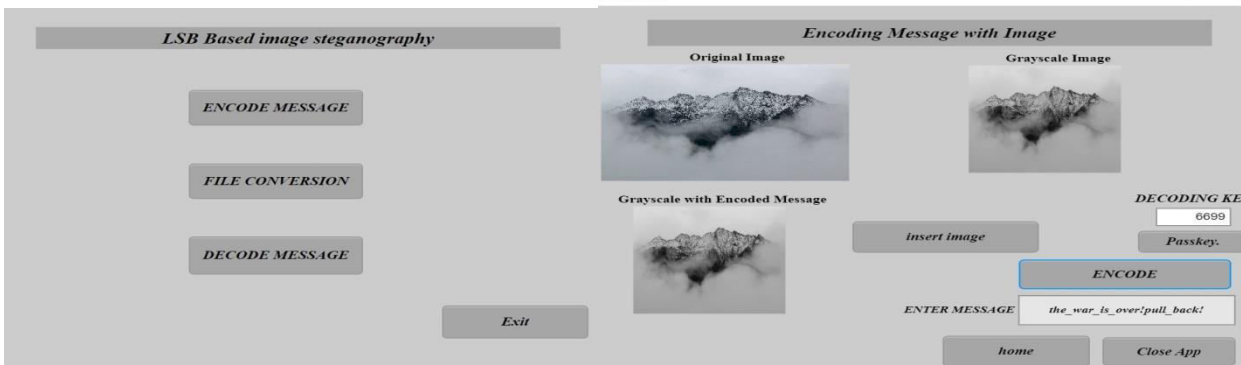 LSB Based image steganography
ENCODE MESSAGE
FILE CONVERSION
DECODE MESSAGE
Exit
Encoding Message with Image
Original Image
Grayscale Image
Grayscale with Encoded Message
DECODING KE
6699
insert image
Passkey.
ENCODE
ENTER MESSAGE
the_war_is_over!pull_back!
home
Close App